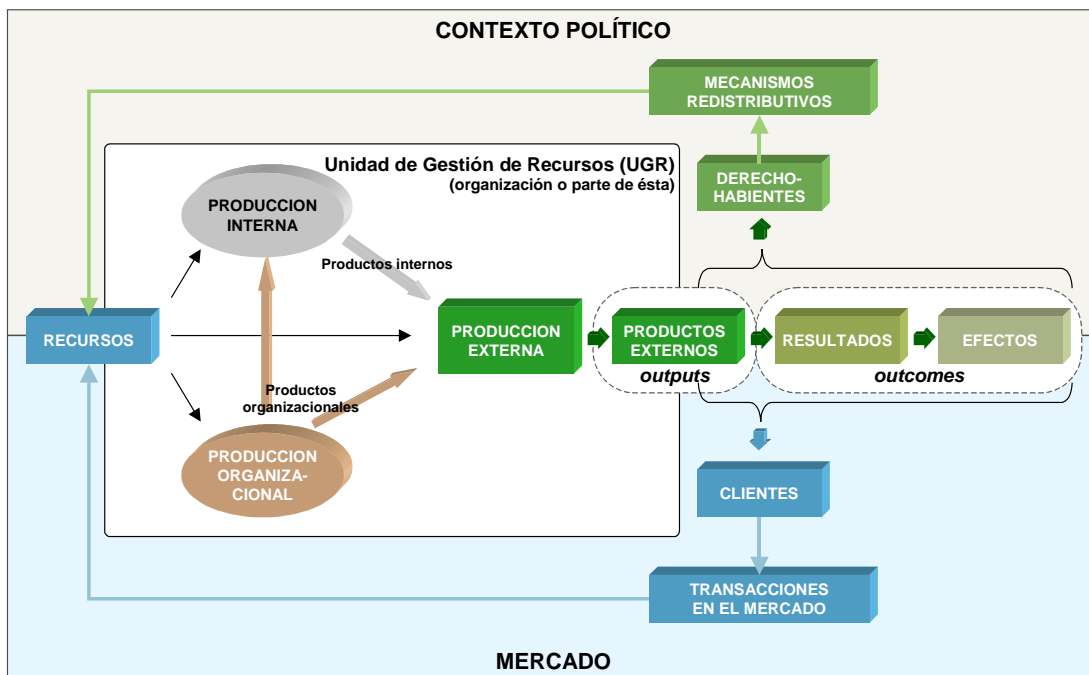 CONTEXTO POLÍTICO
MECANISMOS
REDISTRIBUTIVOS
Unidad de Gestión de Recursos (UGR)
(organización o parte de ésta)
DERECHO-
HABIENTES
PRODUCCION
INTERNA
Productos internos
RECURSOS
PRODUCCION
EXTERNA
PRODUCTOS
EXTERNOS
outputs
RESULTADOS
EFECTOS
outcomes
Productos
organizacionales
PRODUCCION
ORGANIZA-
CIONAL
CLIENTES
TRANSACCIONES
EN EL MERCADO
MERCADO